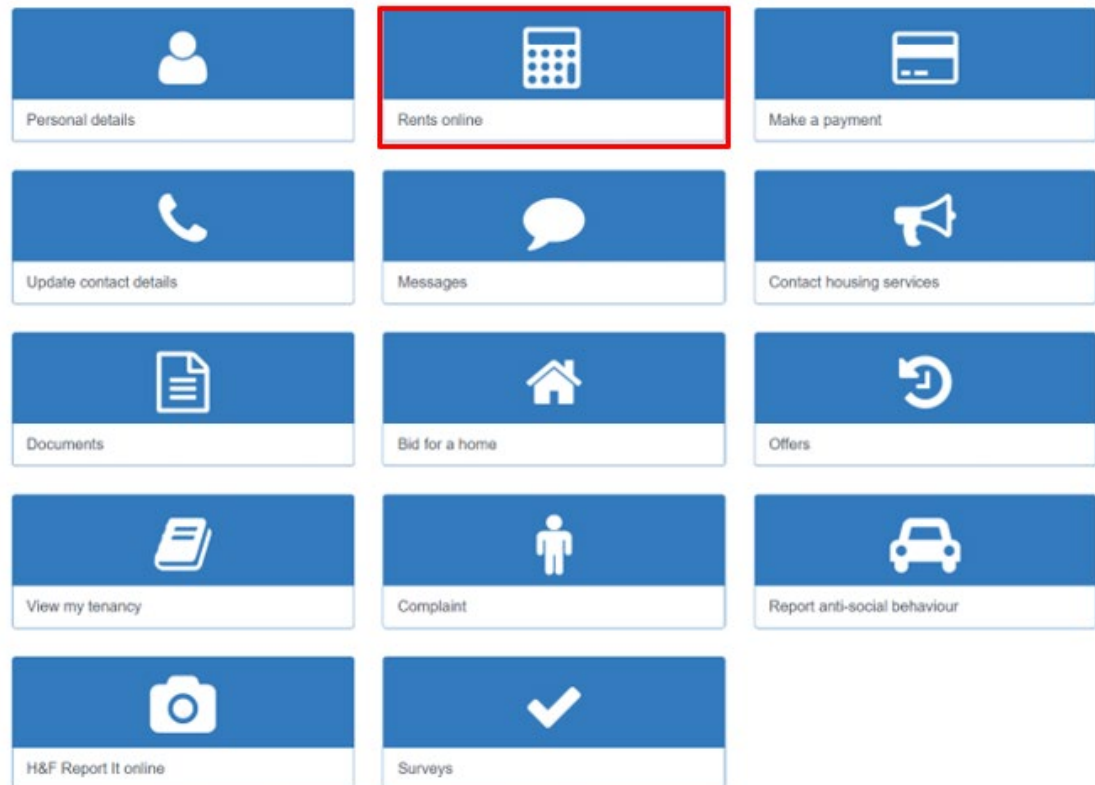 Personal details
Rents online
Make a payment
Update contact details
Messages
Contact housing services
Documents
Bid for a home
Offers
View my tenancy
Complaint
Report anti-social behaviour
H&F Report It online
Surveys